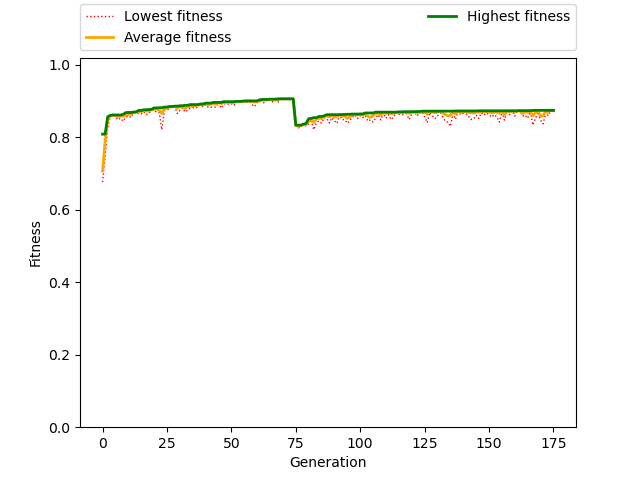 Lowest fitness
Average fitness
Highest fitness
1.0
0.8
0.6
0.4
0.2
0.0
Fitness
0 25 50 75 100 125 150 175
Generation